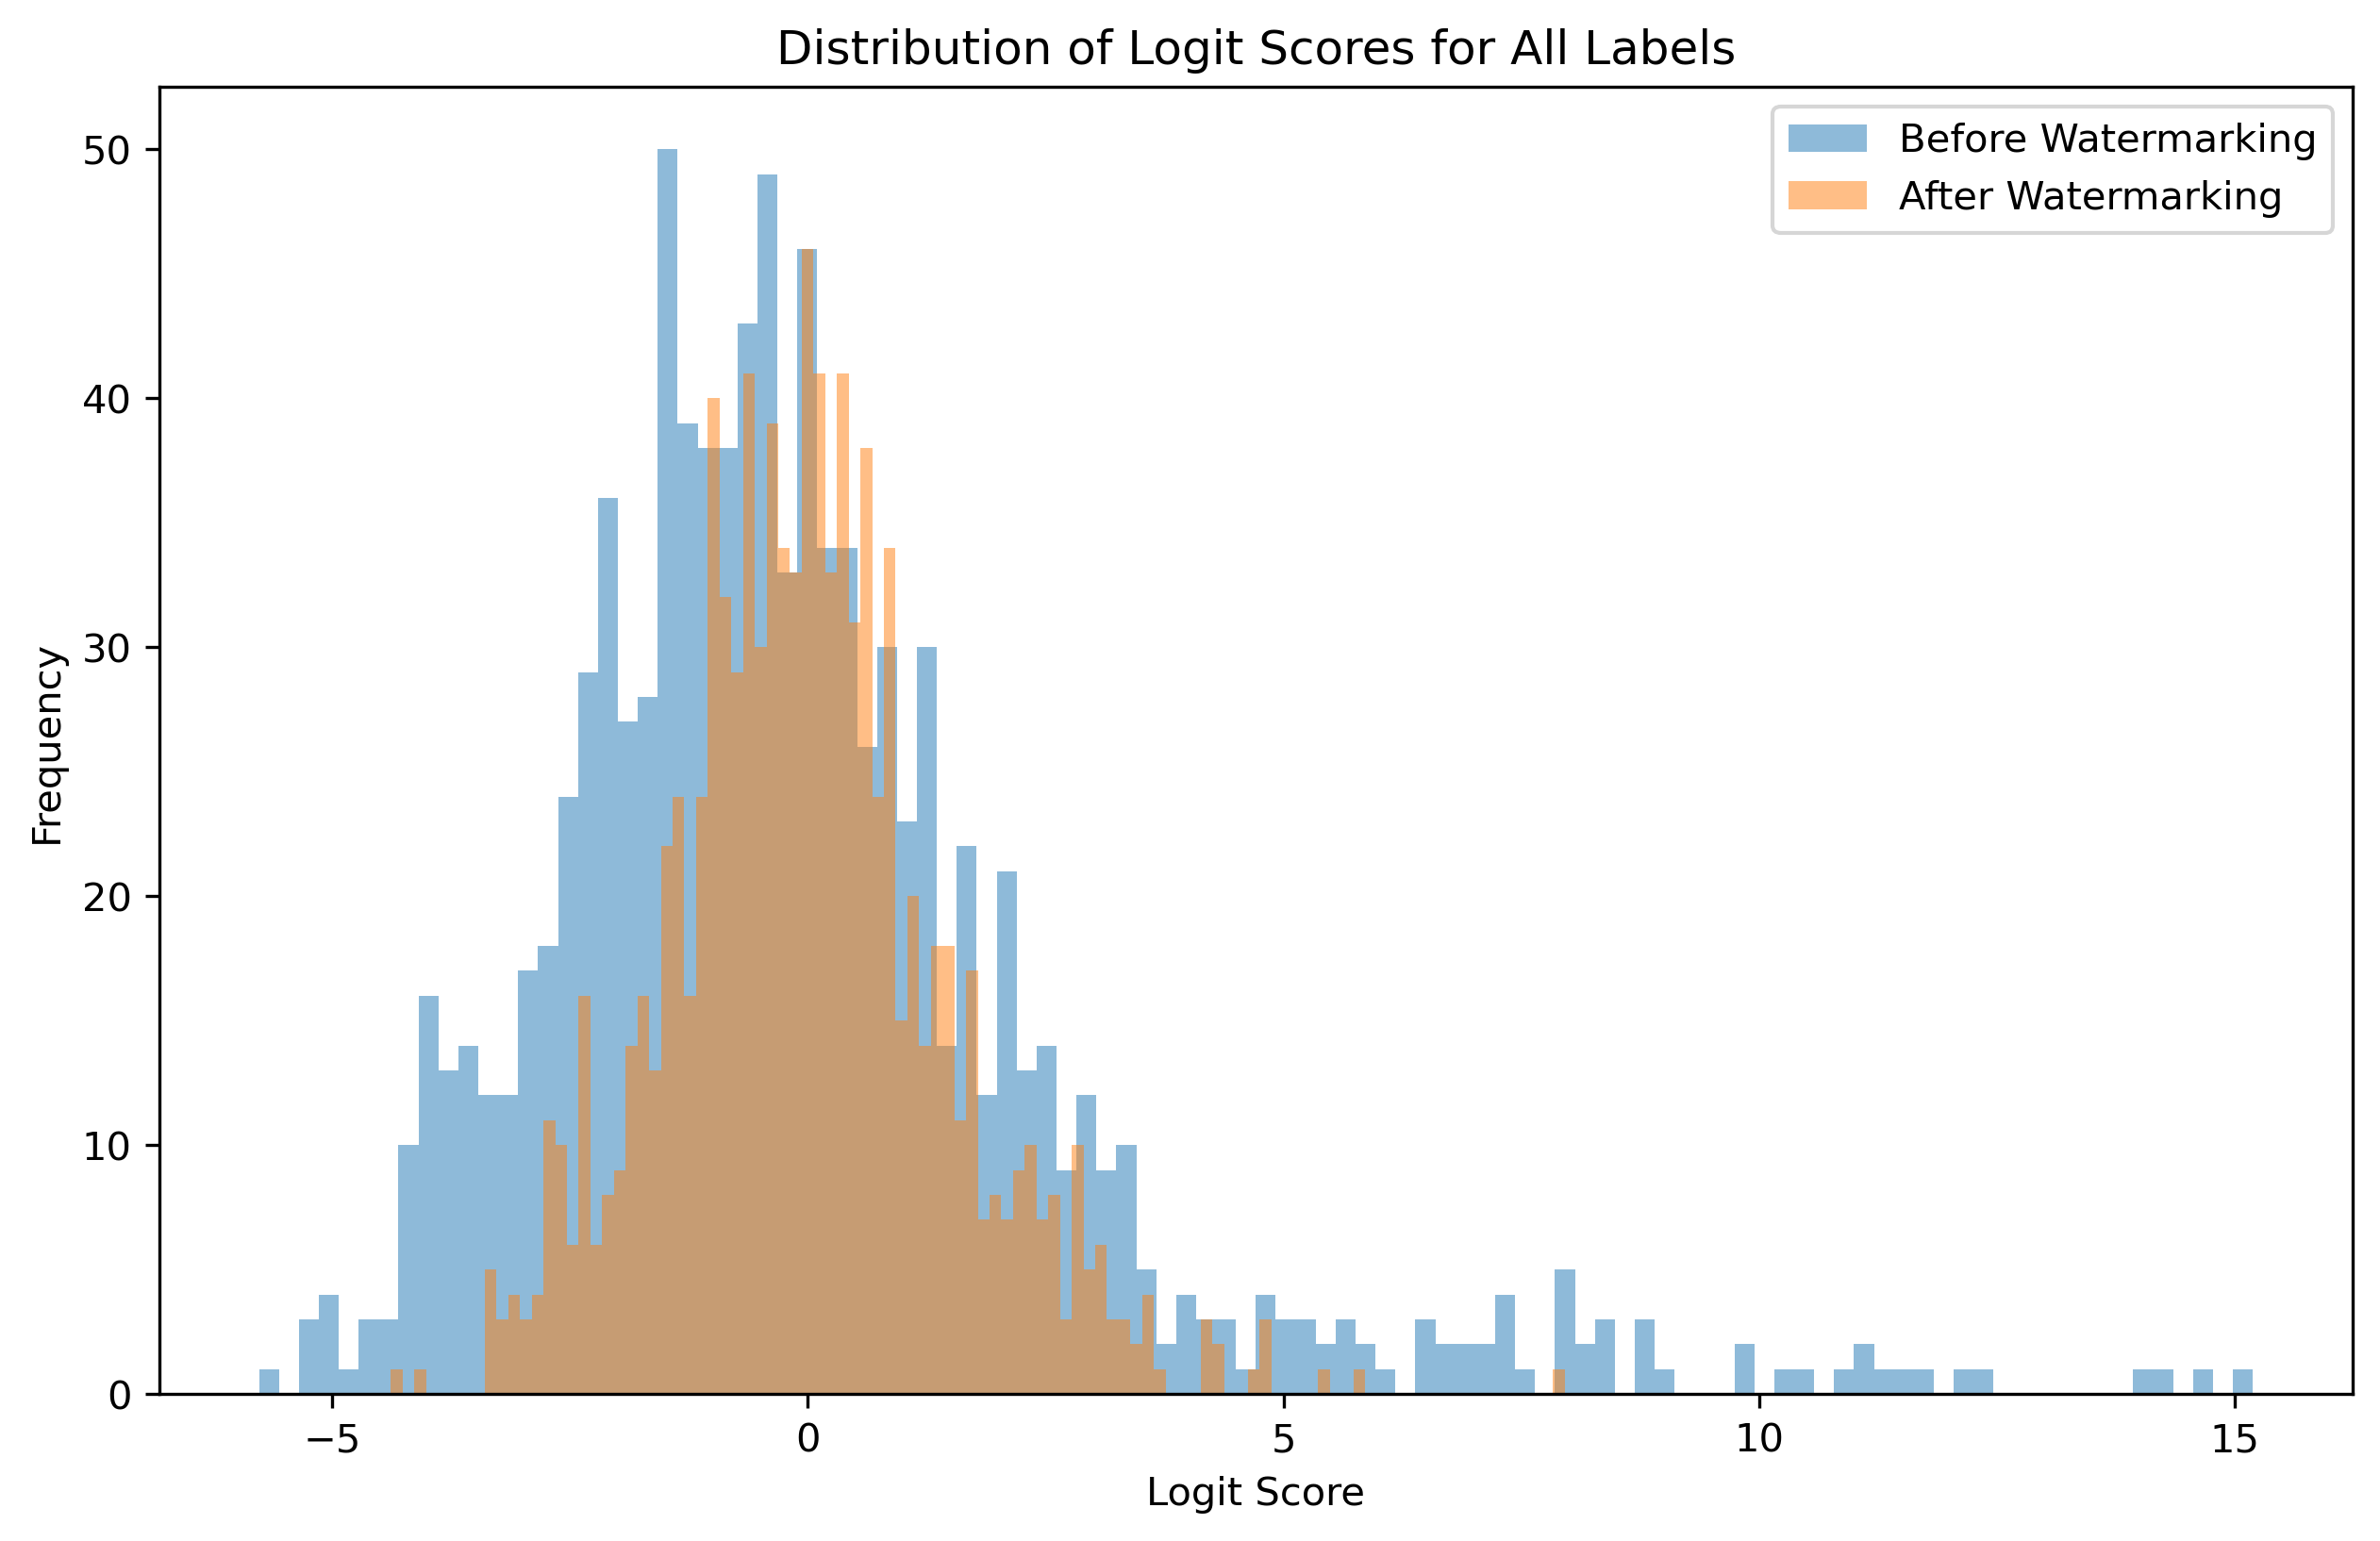 Distribution of Logit Scores for All Labels
Before Watermarking
After Watermarking
50
40
30
20
10
0
Frequency
−5
0
5
10
15
Logit Score